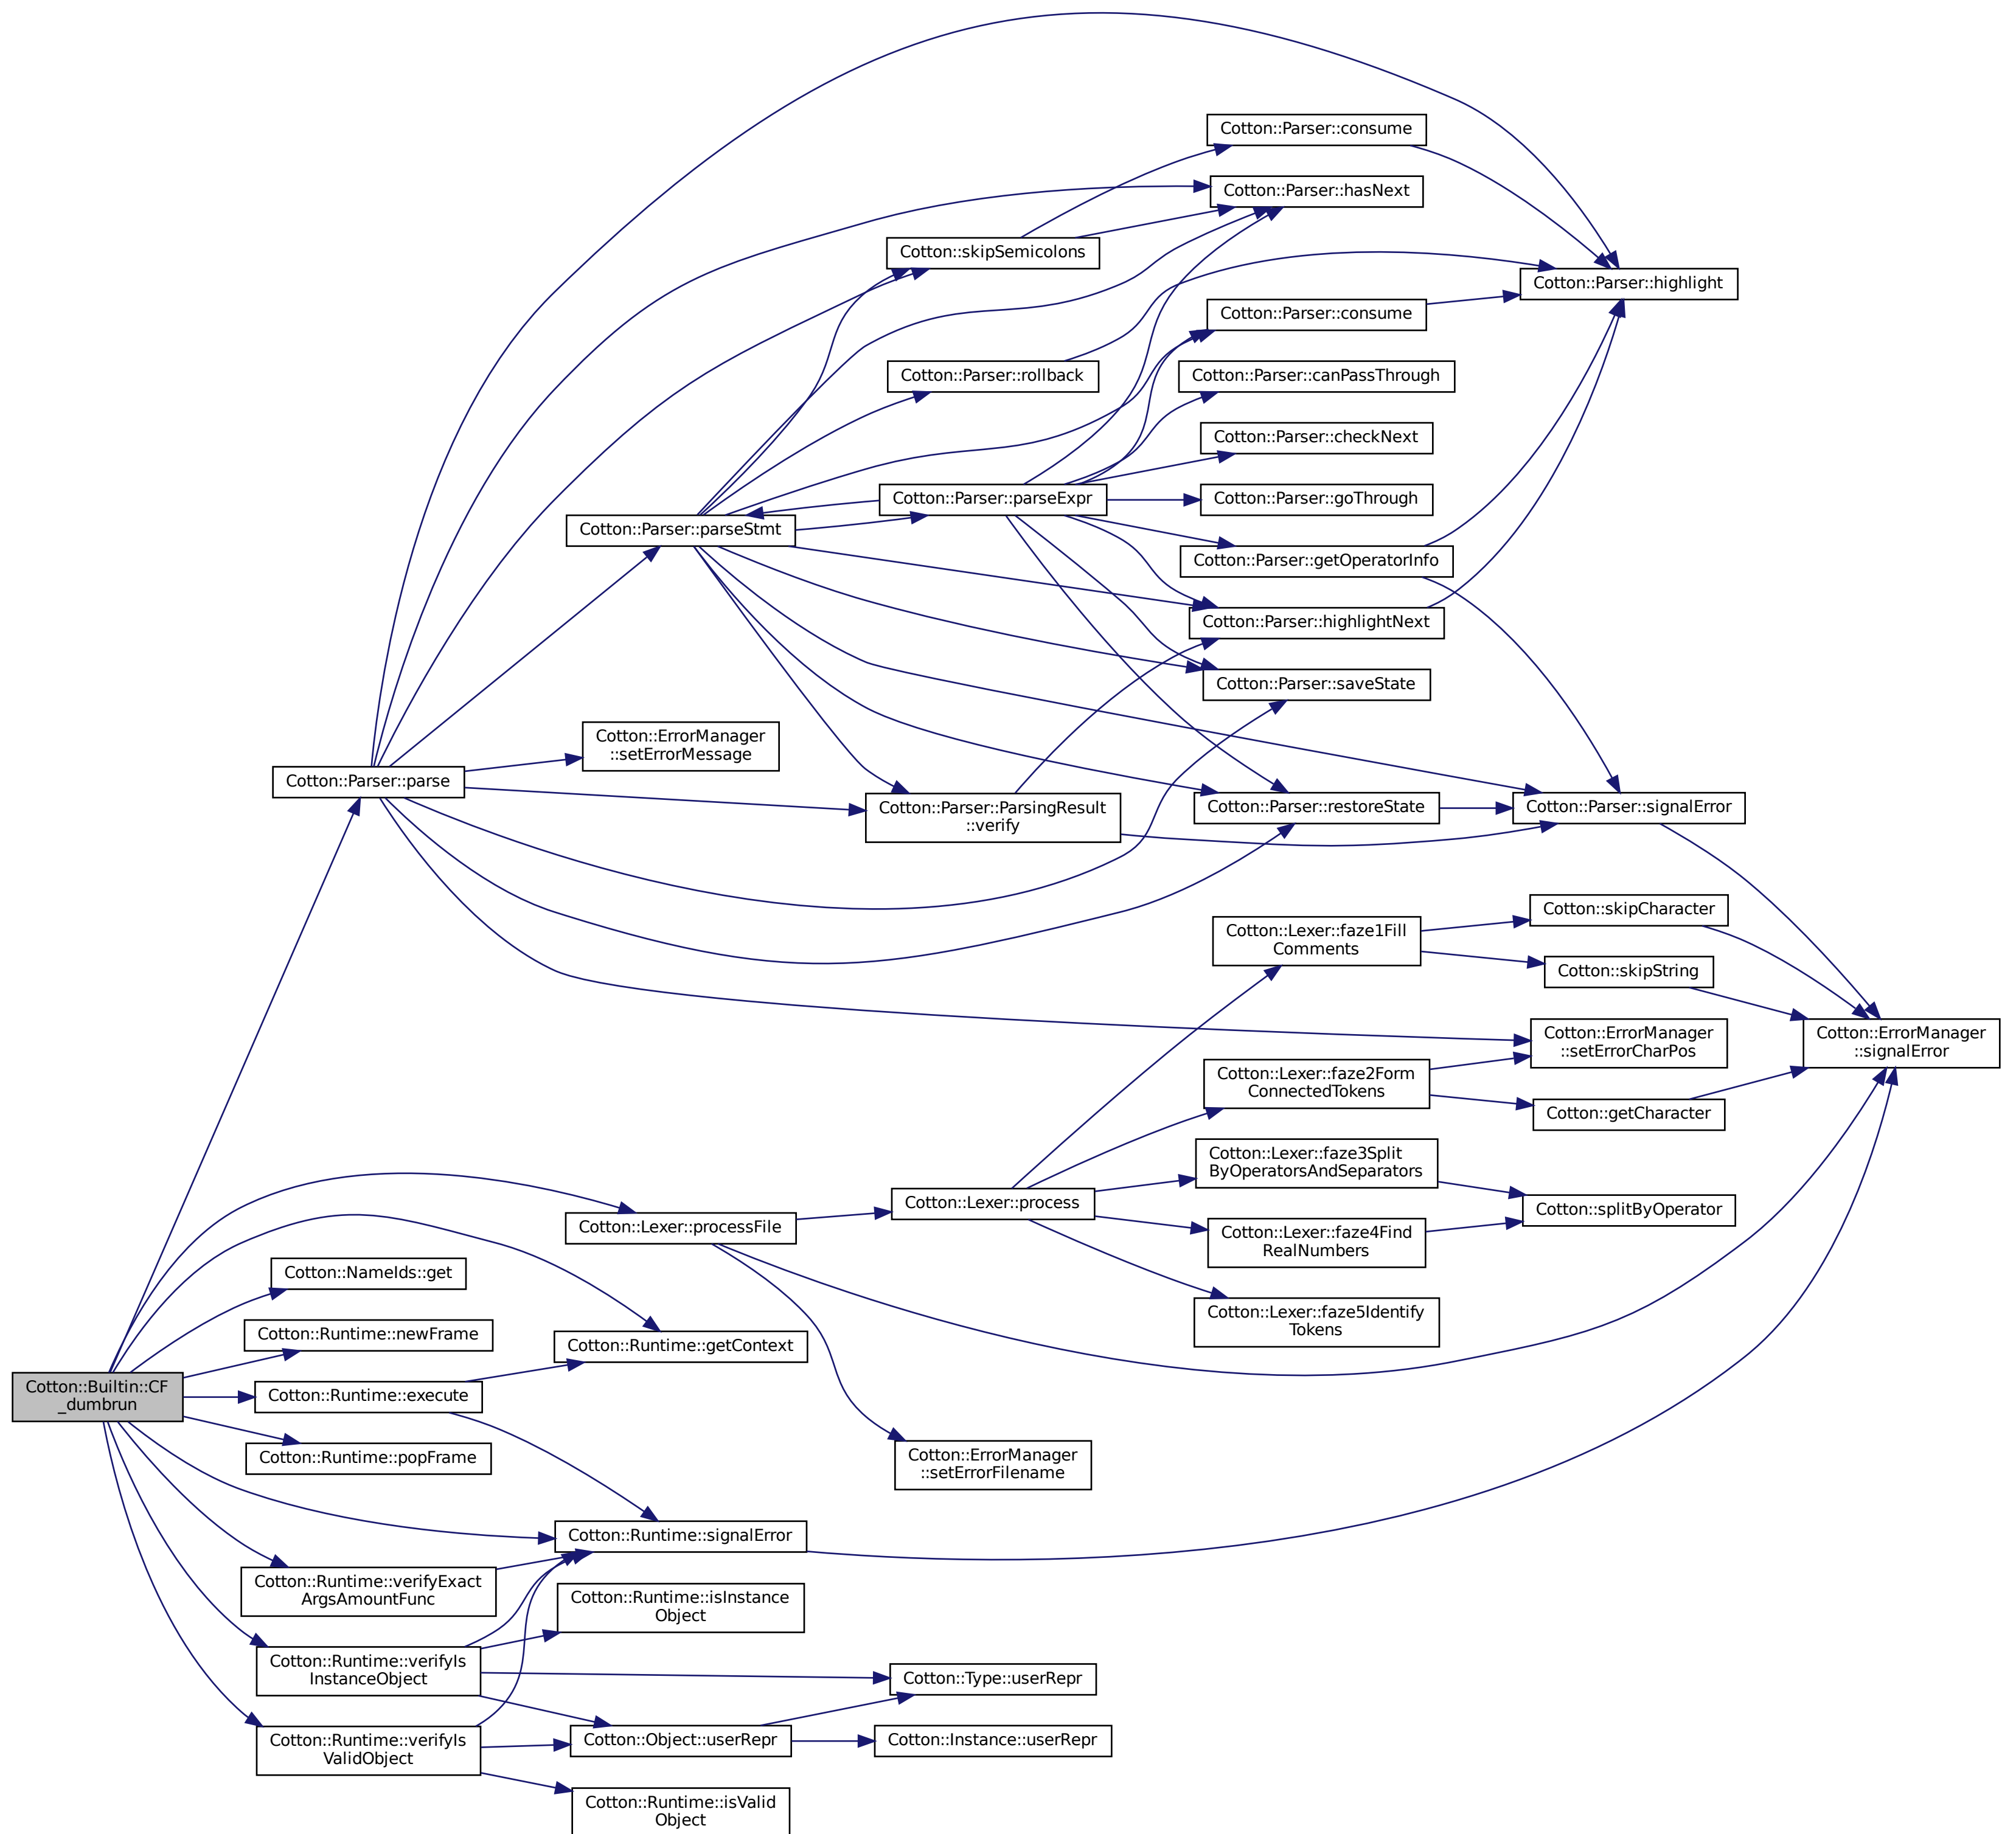 Cotton::Parser::consume
Cotton::Parser::hasNext
Cotton::skipSemicolons
Cotton::Parser::highlight
Cotton::Parser::consume
Cotton::Parser::rollback
Cotton::Parser::canPassThrough
Cotton::Parser::checkNext
Cotton::Parser::parseExpr
Cotton::Parser::goThrough
Cotton::Parser::parseStmt
Cotton::Parser::getOperatorInfo
Cotton::Parser::highlightNext
Cotton::Parser::saveState
Cotton::ErrorManager
::setErrorMessage
Cotton::Parser::parse
Cotton::Parser::ParsingResult
::verify
Cotton::Parser::restoreState
Cotton::Parser::signalError
Cotton::skipCharacter
Cotton::Lexer::faze1Fill
Comments
Cotton::skipString
Cotton::ErrorManager
::setErrorCharPos
Cotton::ErrorManager
::signalError
Cotton::Lexer::faze2Form
ConnectedTokens
Cotton::getCharacter
Cotton::Lexer::faze3Split
ByOperatorsAndSeparators
Cotton::Lexer::process
Cotton::splitByOperator
Cotton::Lexer::processFile
Cotton::Lexer::faze4Find
RealNumbers
Cotton::NameIds::get
Cotton::Lexer::faze5Identify
Tokens
Cotton::Runtime::newFrame
Cotton::Runtime::getContext
Cotton::Builtin::CF
_dumbrun
Cotton::Runtime::execute
Cotton::Runtime::popFrame
Cotton::ErrorManager
::setErrorFilename
Cotton::Runtime::signalError
Cotton::Runtime::verifyExact
ArgsAmountFunc
Cotton::Runtime::isInstance
Object
Cotton::Runtime::verifyIs
InstanceObject
Cotton::Type::userRepr
Cotton::Runtime::verifyIs
ValidObject
Cotton::Object::userRepr
Cotton::Instance::userRepr
Cotton::Runtime::isValid
Object